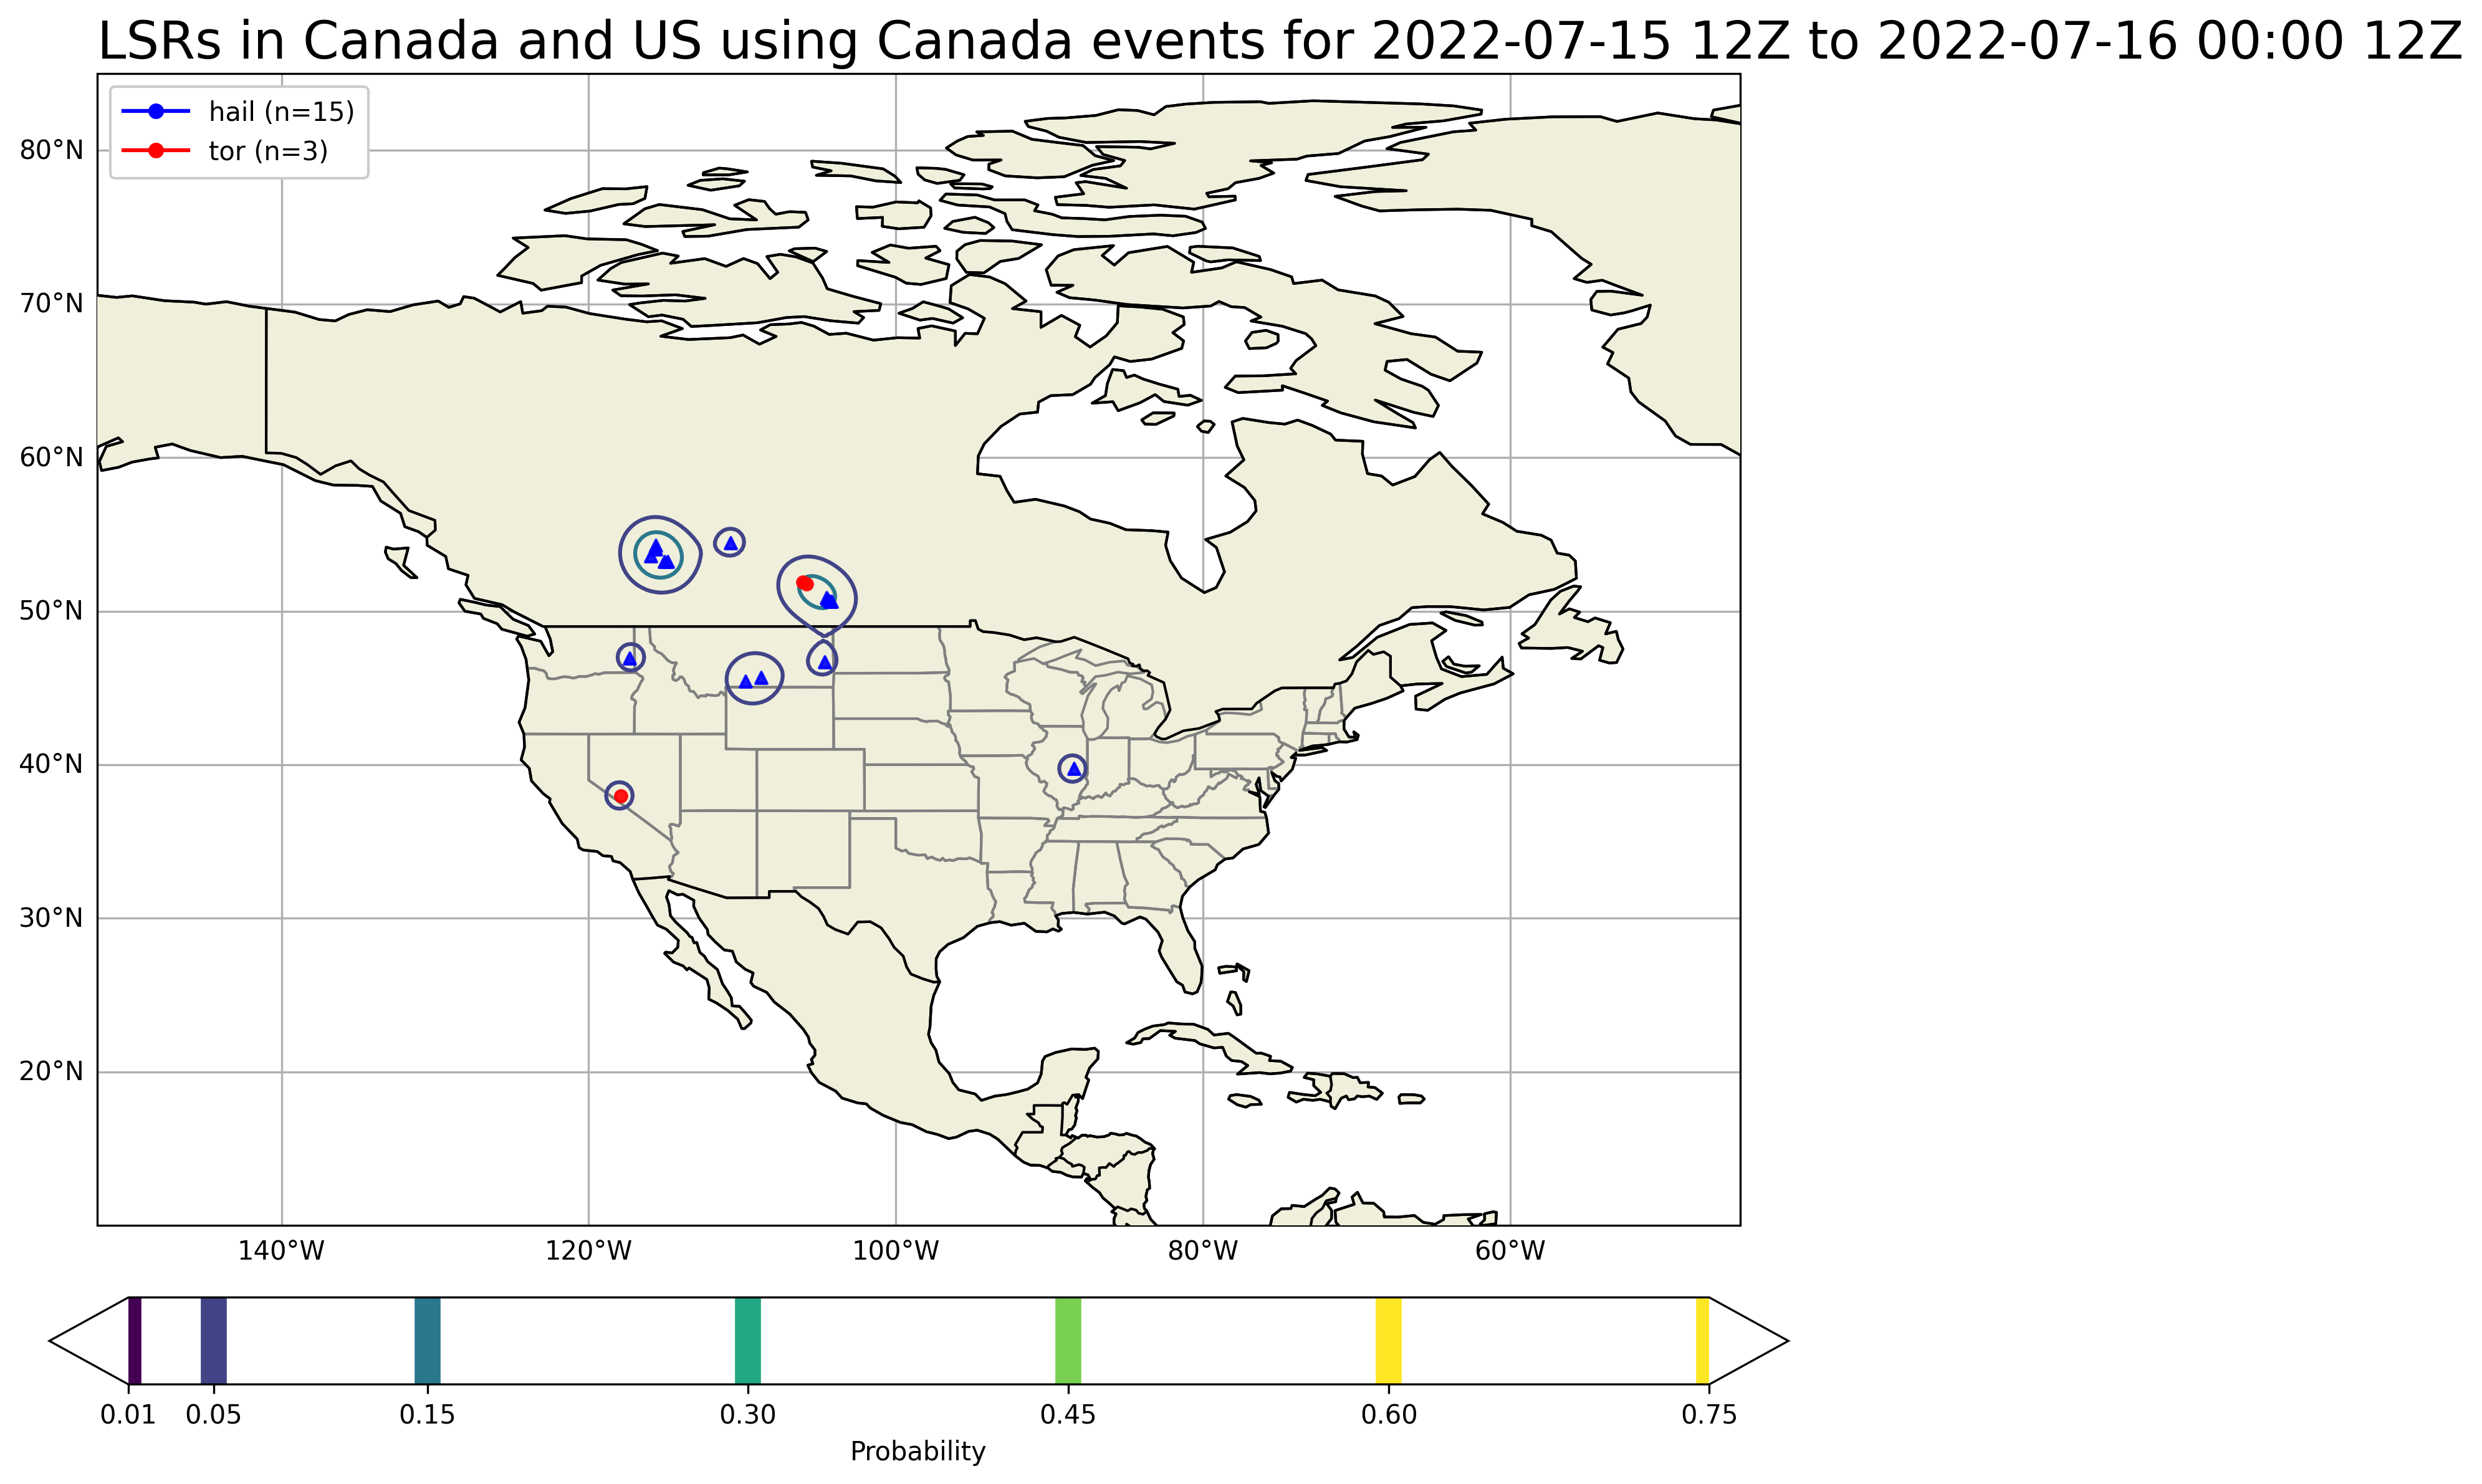 LSRs in Canada and US using Canada events for 2022-07-15 12Z to 2022-07-16 00:00 12Z
hail (n=15)
tor (n=3)
80°N
70°N
60°N
50°N
40°N
30°N
20°N
140°W 120°W 100°W 80°W 60°W
0.01 0.05 0.15 0.30 0.45 0.60 0.75
Probability